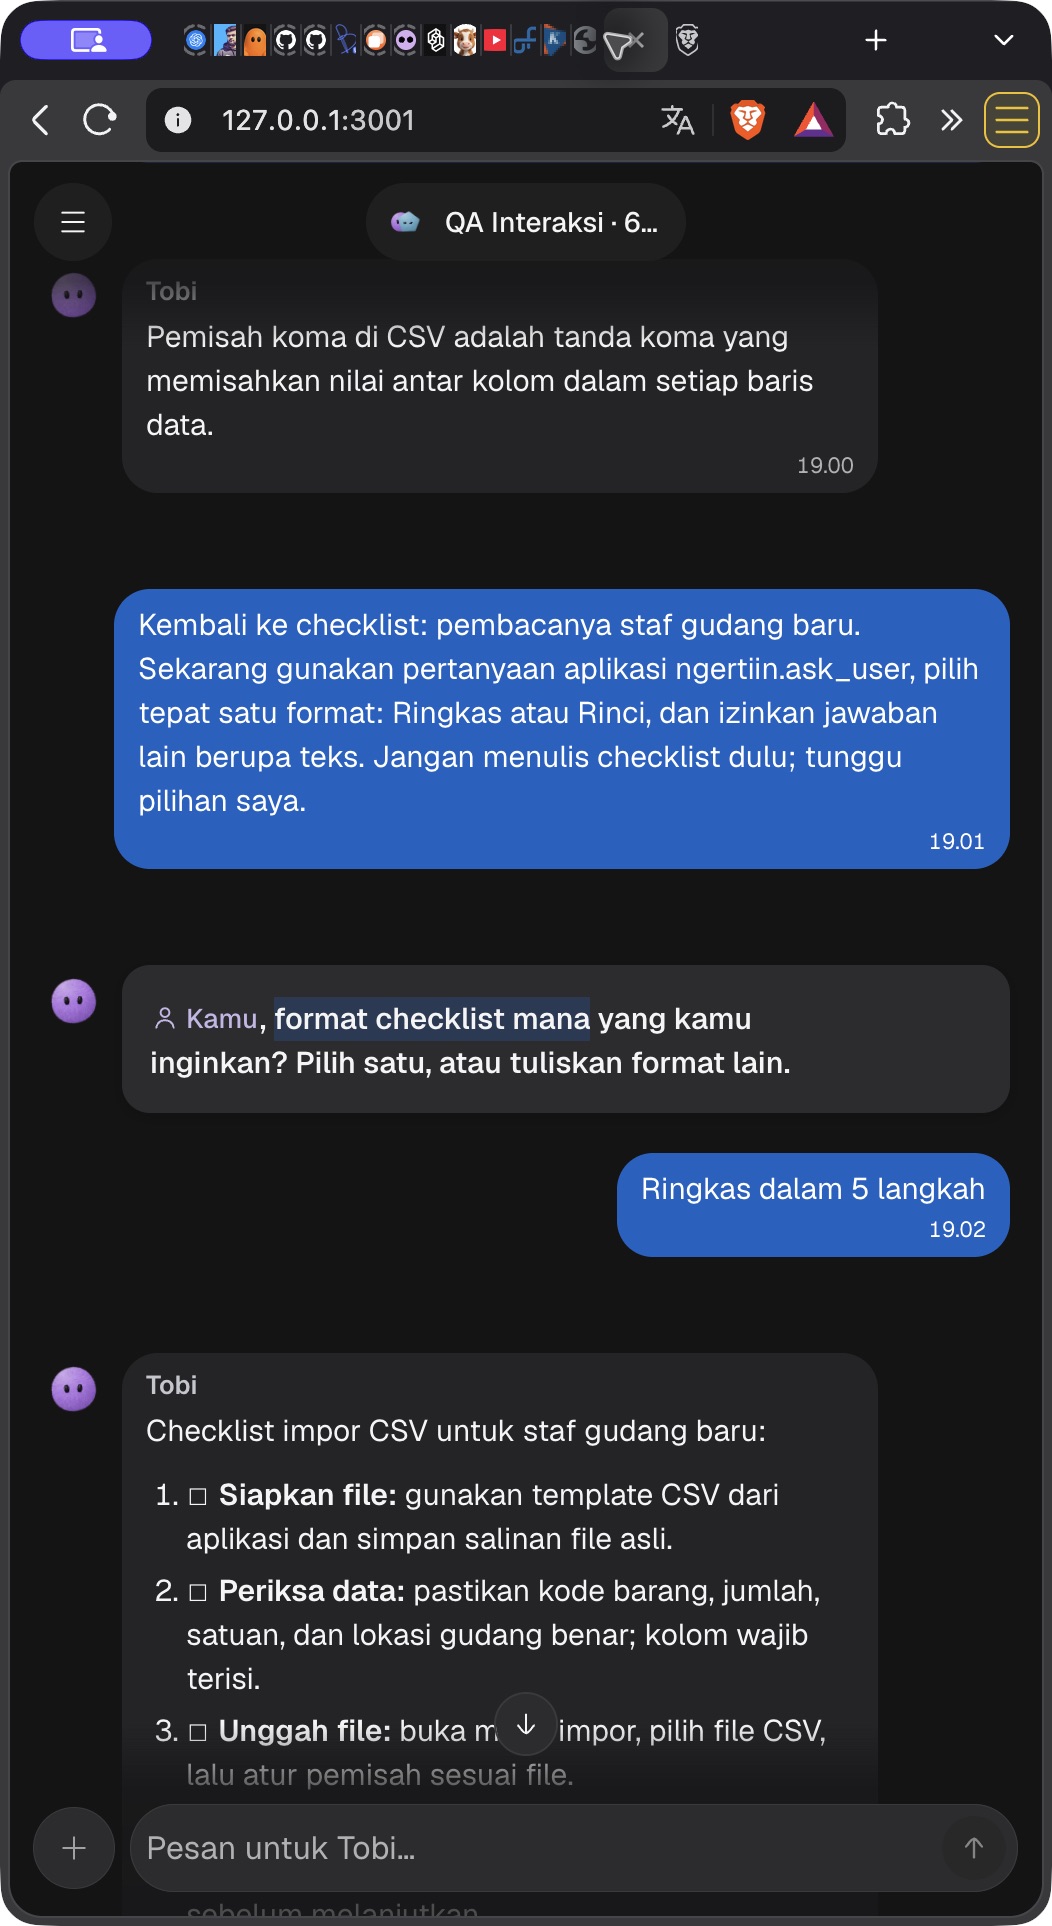 127.0.0.1:3001
QA Interaksi · 6...
Tobi
Pemisah koma di CSV adalah tanda koma yang
memisahkan nilai antar kolom dalam setiap baris
data.
19.00
Kembali ke checklist: pembacanya staf gudang baru.
Sekarang gunakan pertanyaan aplikasi ngertiin.ask_user, pilih
tepat satu format: Ringkas atau Rinci, dan izinkan jawaban
lain berupa teks. Jangan menulis checklist dulu; tunggu
pilihan saya.
19.01
Kamu, format checklist mana yang kamu
inginkan? Pilih satu, atau tuliskan format lain.
Ringkas dalam 5 langkah
19.02
Tobi
Checklist impor CSV untuk staf gudang baru:
1. ☐ Siapkan file: gunakan template CSV dari
aplikasi dan simpan salinan file asli.
2. ☐ Periksa data: pastikan kode barang, jumlah,
satuan, dan lokasi gudang benar; kolom wajib
terisi.
3. ☐ Unggah file: buka impor, pilih file CSV,
lalu atur pemisah sesuai file.
Pesan untuk Tobi...
sebelum melanjutkan